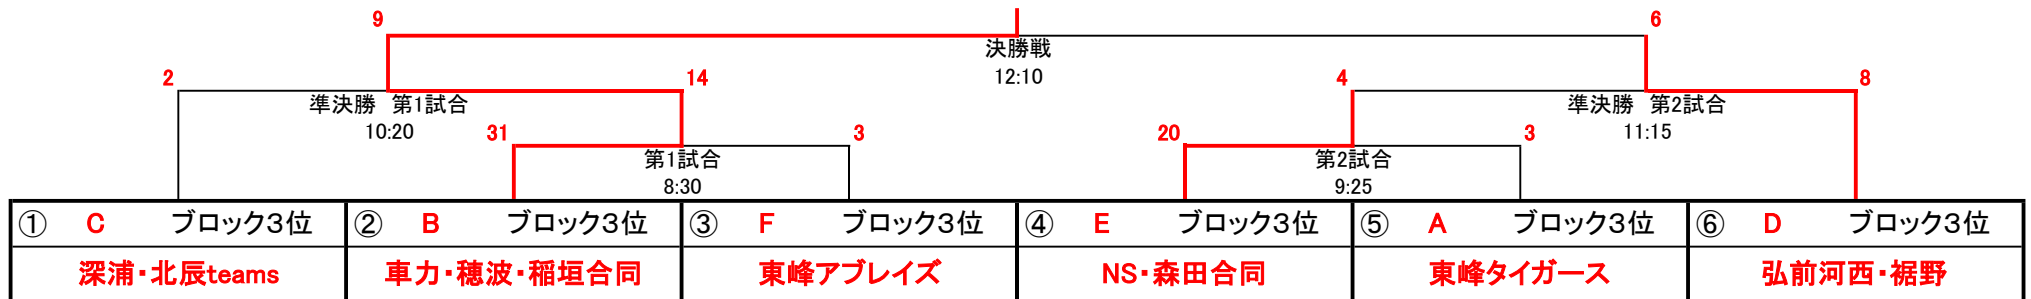 9
6
決勝戦
12:10
2
14
4
8
準決勝　第1試合
10:20
準決勝　第2試合
11:15
31
3
20
3
第1試合
8:30
第2試合
9:25
① C ブロック3位
② B ブロック3位
③ F ブロック3位
④ E ブロック3位
⑤ A ブロック3位
⑥ D ブロック3位
深浦・北辰teams
車力・穂波・稲垣合同
東峰アブレイズ
NS・森田合同
東峰タイガース
弘前河西・裾野